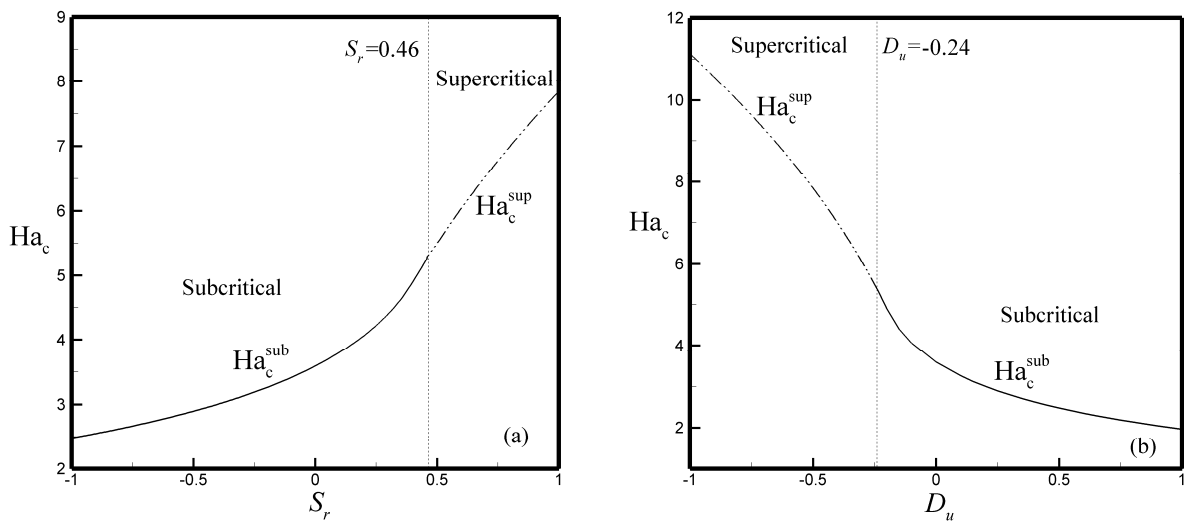 9
8
7
6
5
4
3
2
Ha_c
S_r=0.46
Supercritical
Ha_c^sup
Subcritical
Ha_c^sub
(a)
-1 -0.5 0 0.5 1
S_r
12
10
8
6
4
2
Ha_c
Supercritical
D_u=-0.24
Ha_c^sup
Subcritical
Ha_c^sub
(b)
-1 -0.5 0 0.5 1
D_u